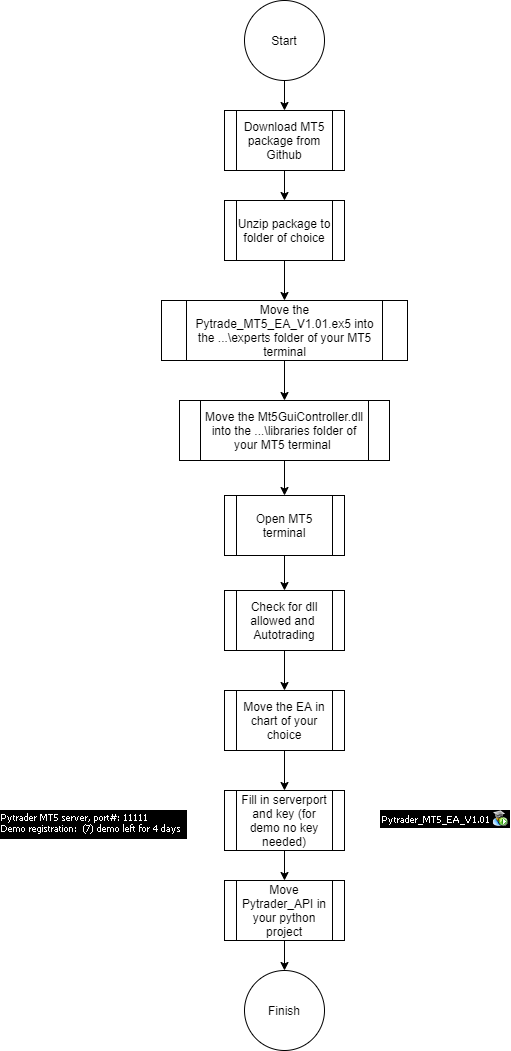 Start
Download MT5
package from
Github
Unzip package to
folder of choice
Move the
Pytrade_MT5_EA_V1.01.ex5 into
the ...\experts folder of your MT5
terminal
Move the Mt5GuiController.dll
into the ...\libraries folder of
your MT5 terminal
Open MT5
terminal
Check for dll
allowed and
Autotrading
Move the EA in
chart of your
choice
Pytrader MT5 server, port#: 11111
Demo registration:  (7) demo left for 4 days
Fill in serverport
and key (for
demo no key
needed)
Pytrader_MT5_EA_V1.01
Move
Pytrader_API in
your python
project
Finish